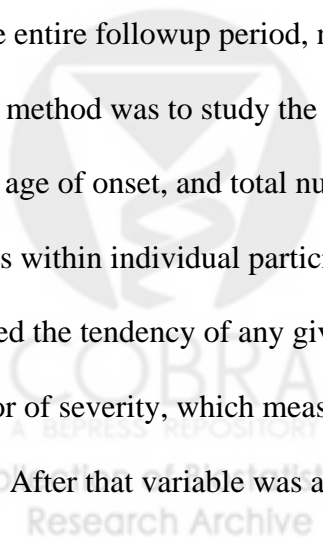 e entire followup period, r
method was to study the
age of onset, and total nu
s within individual partici
ed the tendency of any giv
COBRA
or of severity, which meas
A BEPRESS REPOSITORY
After that variable was a
Research Archive